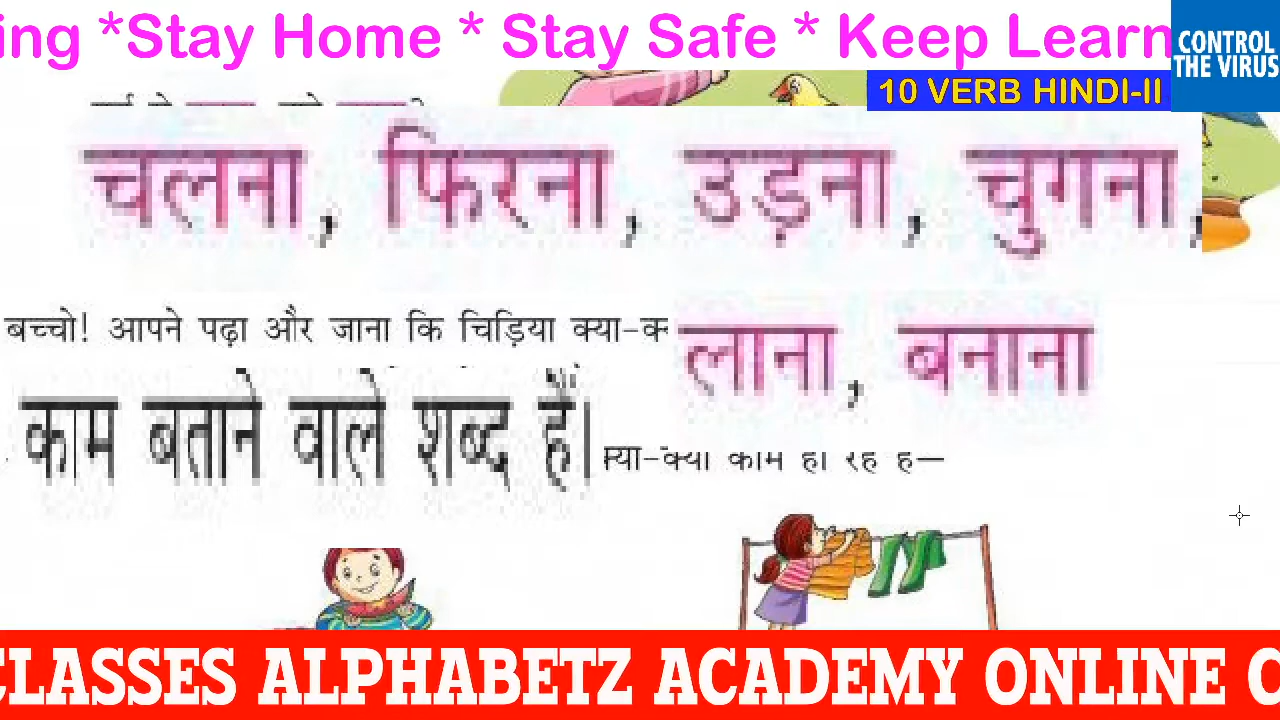 ing *Stay Home * Stay Safe * Keep Learn
CONTROL
THE VIRUS
10 VERB HINDI-II
चलना, फिरना, उड़ना, चुगना,
बच्चो! आपने पढ़ा और जाना कि चिड़िया क्या-क
लाना, बनाना
काम बताने वाले शब्द हैं।
क्या काम हो रहे हैं—
CLASSES ALPHABETZ ACADEMY ONLINE C